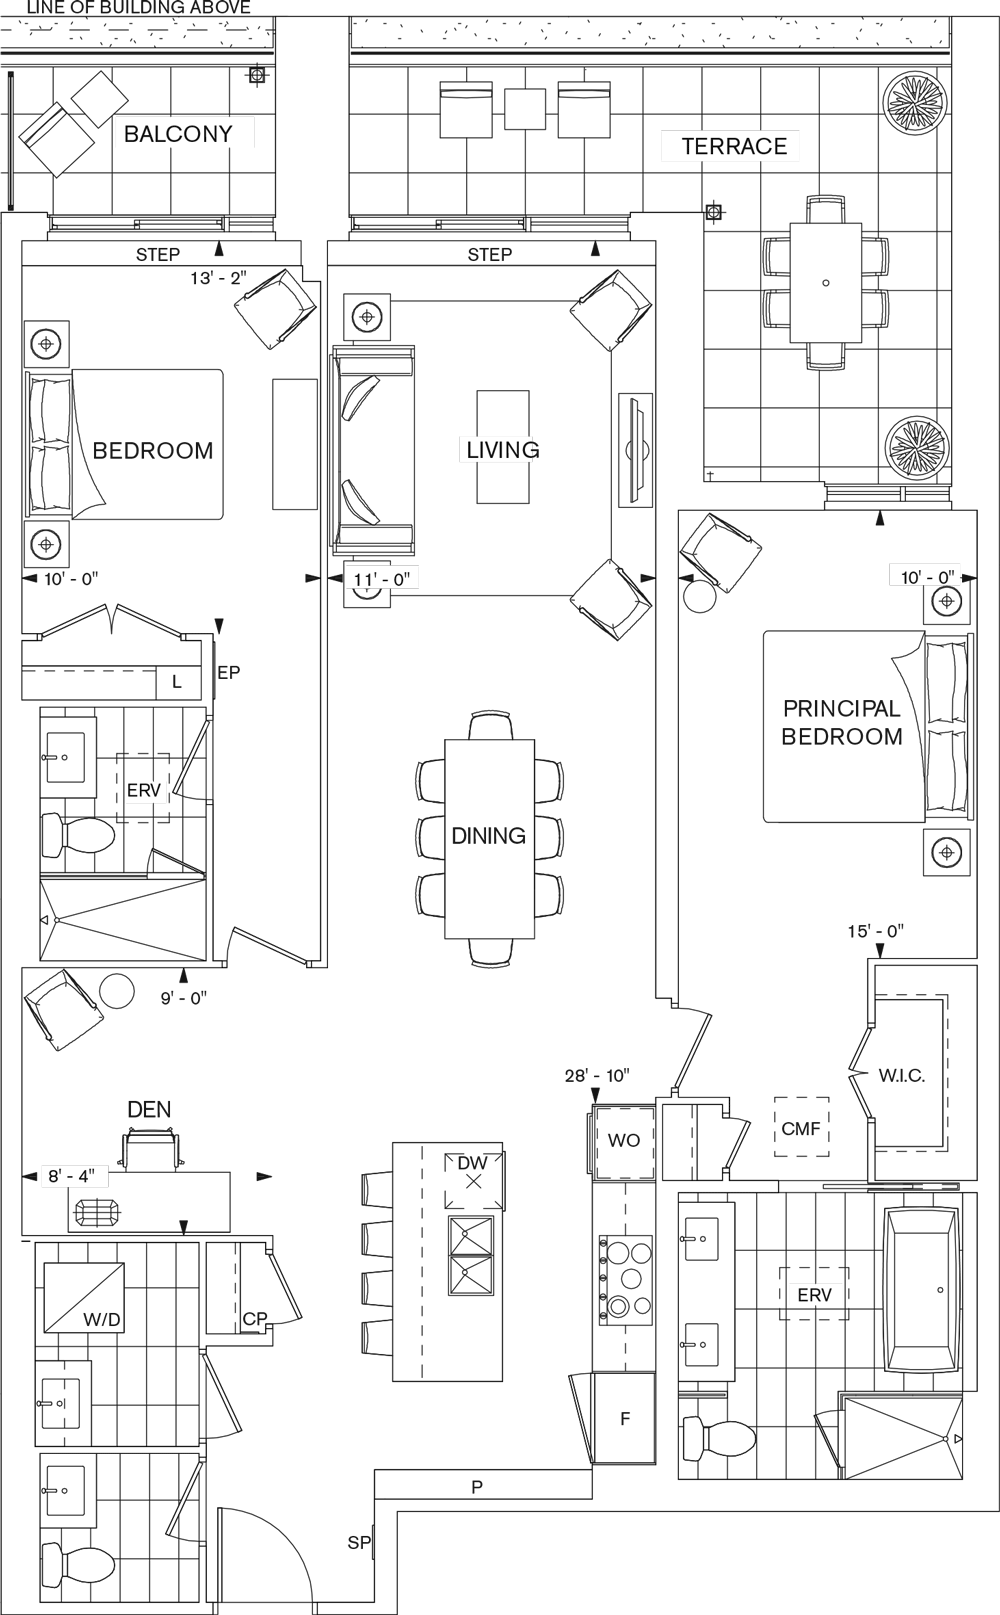 LINE OF BUILDING ABOVE
BALCONY
TERRACE
STEP
STEP
13' - 2"
BEDROOM
LIVING
10' - 0"
11' - 0"
10' - 0"
L
EP
PRINCIPAL
BEDROOM
ERV
DINING
15' - 0"
9' - 0"
28' - 10"
W.I.C.
DEN
CMF
WO
DW
8' - 4"
ERV
CP
W/D
F
P
SP